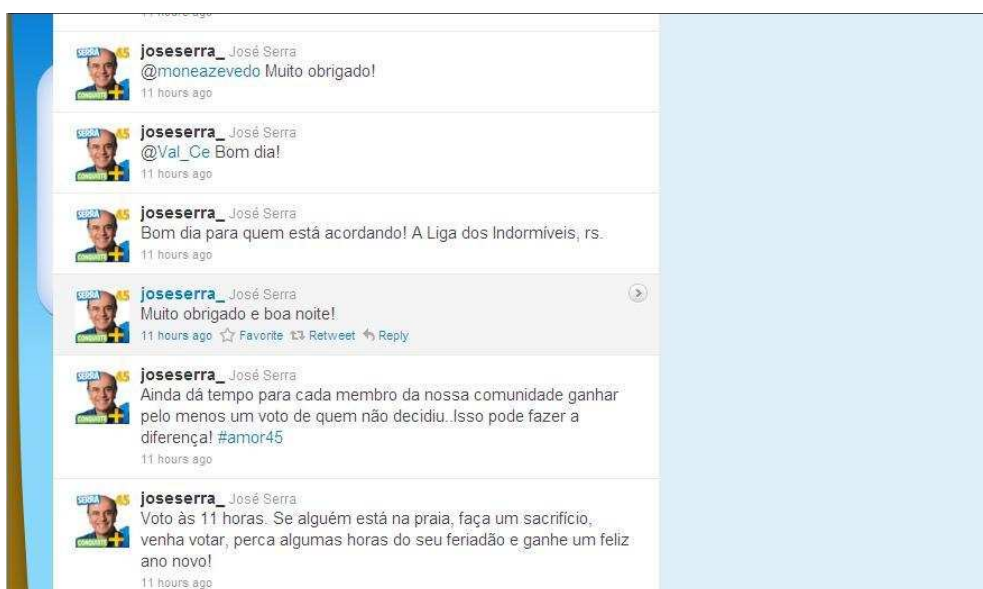 joseserra_ José Serra
@moneazevedo Muito obrigado!
11 hours ago
joseserra_ José Serra
@Val_Ce Bom dia!
11 hours ago
joseserra_ José Serra
Bom dia para quem está acordando! A Liga dos Indormíveis, rs.
11 hours ago
joseserra_ José Serra
Muito obrigado e boa noite!
11 hours ago Favorite Retweet Reply
joseserra_ José Serra
Ainda dá tempo para cada membro da nossa comunidade ganhar
pelo menos um voto de quem não decidiu..Isso pode fazer a
diferença! #amor45
11 hours ago
joseserra_ José Serra
Voto às 11 horas. Se alguém está na praia, faça um sacrifício,
venha votar, perca algumas horas do seu feriadão e ganhe um feliz
ano novo!
11 hours ago